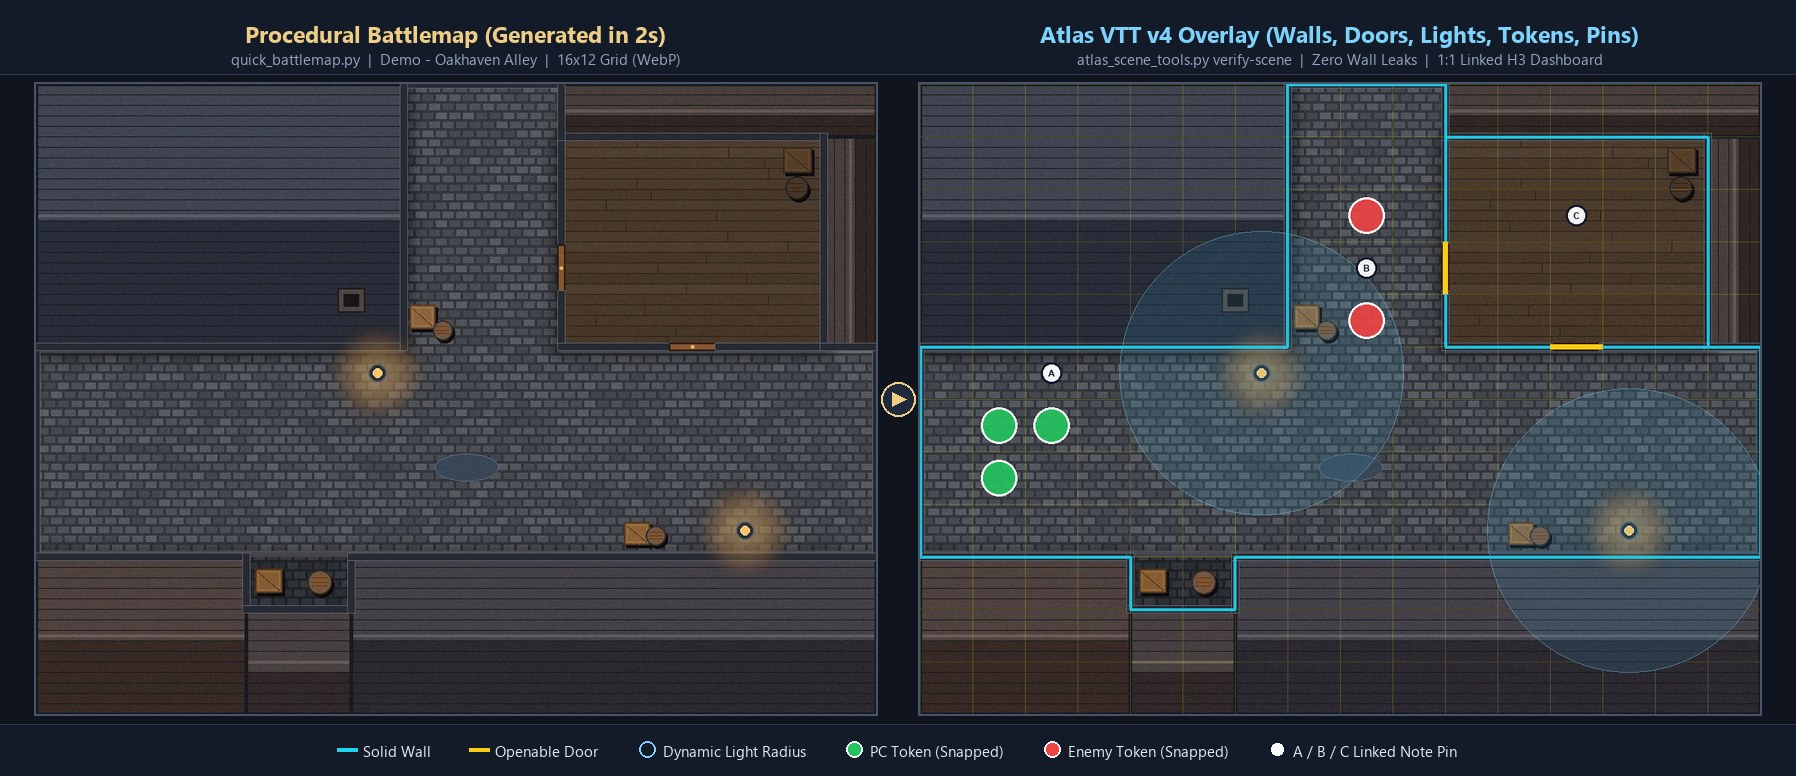 Procedural Battlemap (Generated in 2s)
quick_battlemap.py | Demo - Oakhaven Alley | 16x12 Grid (WebP)
Atlas VTT v4 Overlay (Walls, Doors, Lights, Tokens, Pins)
atlas_scene_tools.py verify-scene | Zero Wall Leaks | 1:1 Linked H3 Dashboard
C
B
A
Solid Wall
Openable Door
Dynamic Light Radius
PC Token (Snapped)
Enemy Token (Snapped)
A / B / C Linked Note Pin